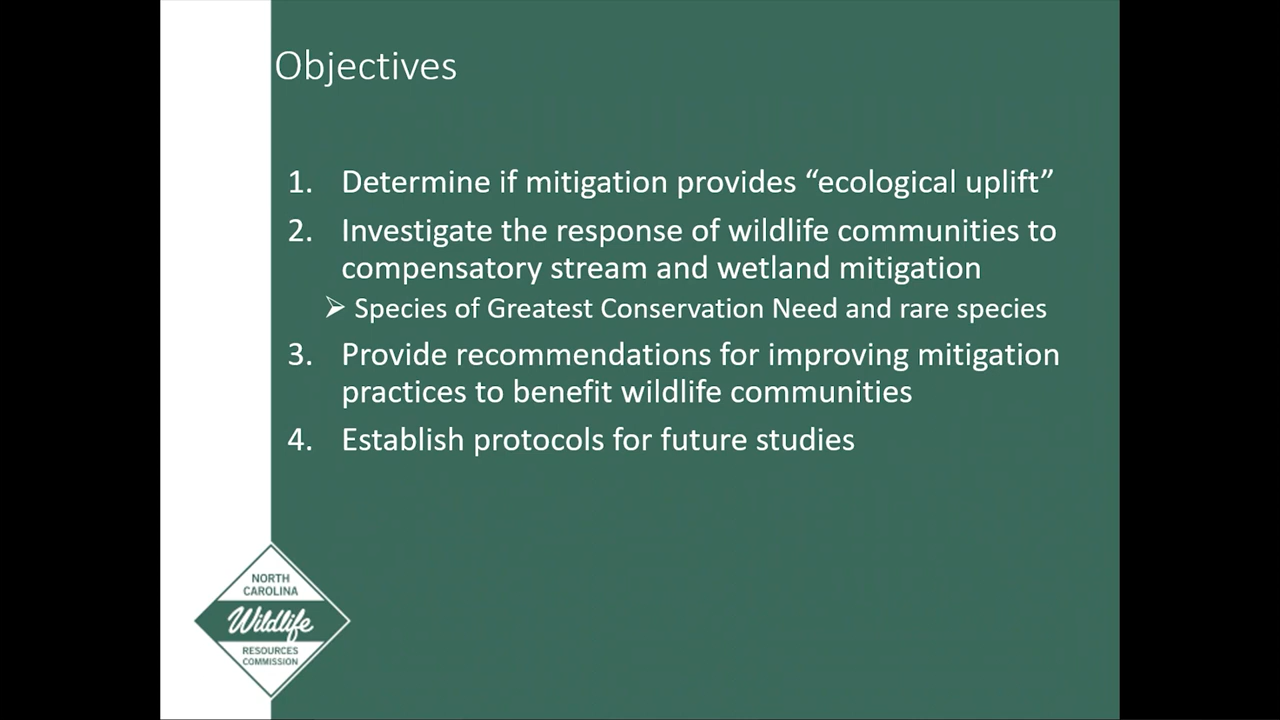 Objectives
1. Determine if mitigation provides “ecological uplift”
2. Investigate the response of wildlife communities to
compensatory stream and wetland mitigation
➢ Species of Greatest Conservation Need and rare species
3. Provide recommendations for improving mitigation
practices to benefit wildlife communities
4. Establish protocols for future studies
NORTH
CAROLINA
Wildlife
RESOURCES
COMMISSION